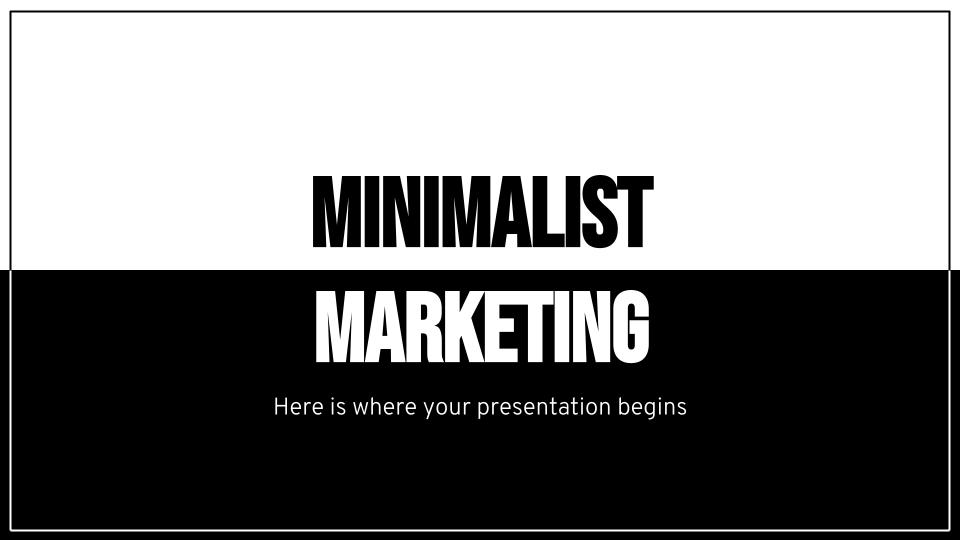 MINIMALIST
MARKETING
Here is where your presentation begins